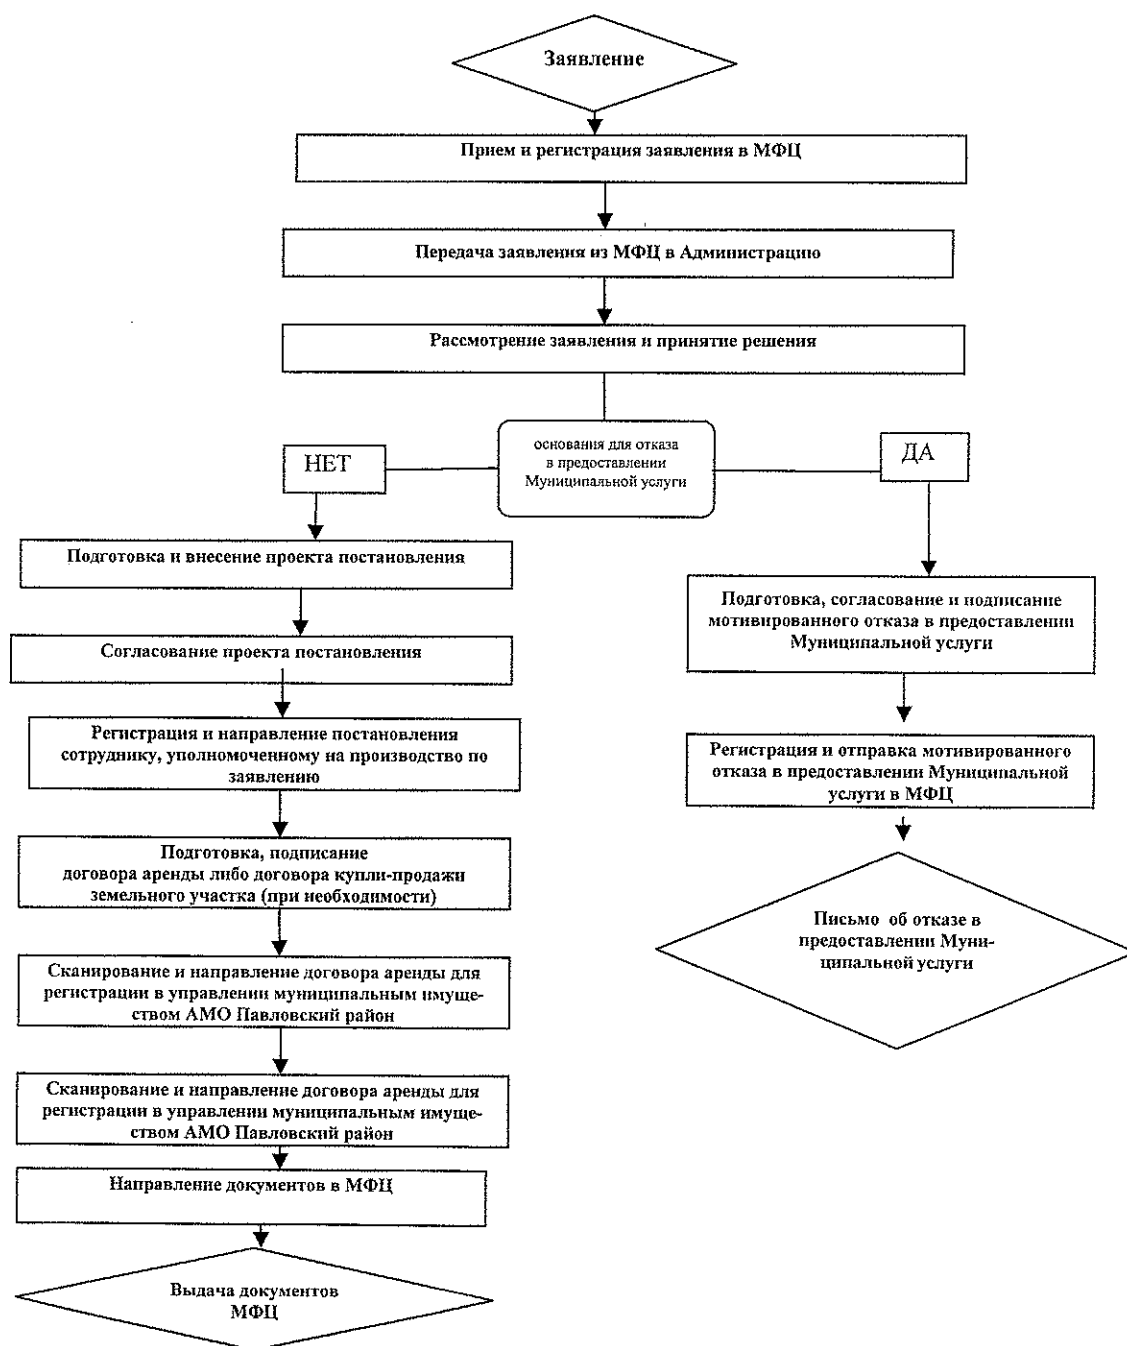 Заявление
Прием и регистрация заявления в МФЦ
Передача заявления из МФЦ в Администрацию
Рассмотрение заявления и принятие решения
основания для отказа
в предоставлении
Муниципальной услуги
НЕТ
ДА
Подготовка и внесение проекта постановления
Согласование проекта постановления
Регистрация и направление постановления
сотруднику, уполномоченному на производство по
заявлению
Подготовка, подписание
договора аренды либо договора купли-продажи
земельного участка (при необходимости)
Сканирование и направление договора аренды для
регистрации в управлении муниципальным имуще-
ством АМО Павловский район
Сканирование и направление договора аренды для
регистрации в управлении муниципальным имуще-
ством АМО Павловский район
Направление документов в МФЦ
Выдача документов
МФЦ
Подготовка, согласование и подписание
мотивированного отказа в предоставлении
Муниципальной услуги
Регистрация и отправка мотивированного
отказа в предоставлении Муниципальной
услуги в МФЦ
Письмо об отказе в
предоставлении Муни-
ципальной услуги